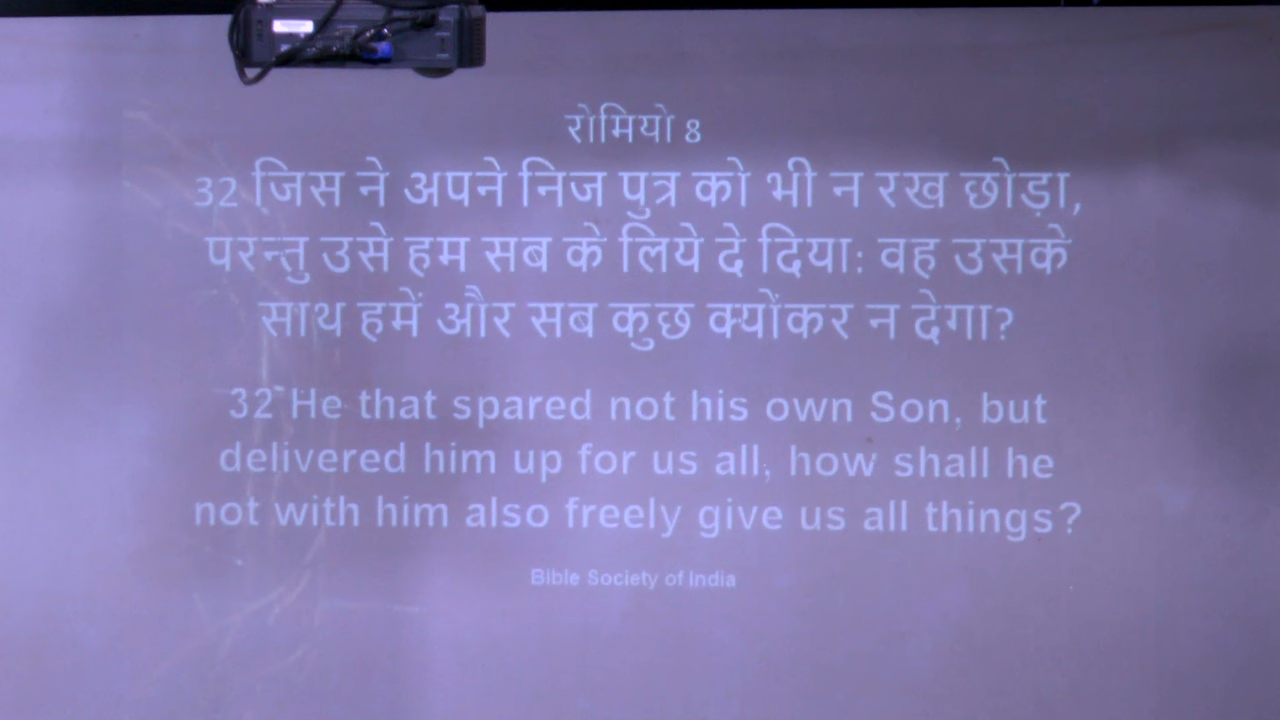 रोमियो 8
32 जिस ने अपने निज पुत्र को भी न रख छोड़ा,
परन्तु उसे हम सब के लिये दे दिया: वह उसके
साथ हमें और सब कुछ क्योंकर न देगा?
32 He that spared not his own Son, but
delivered him up for us all, how shall he
not with him also freely give us all things?
Bible Society of India